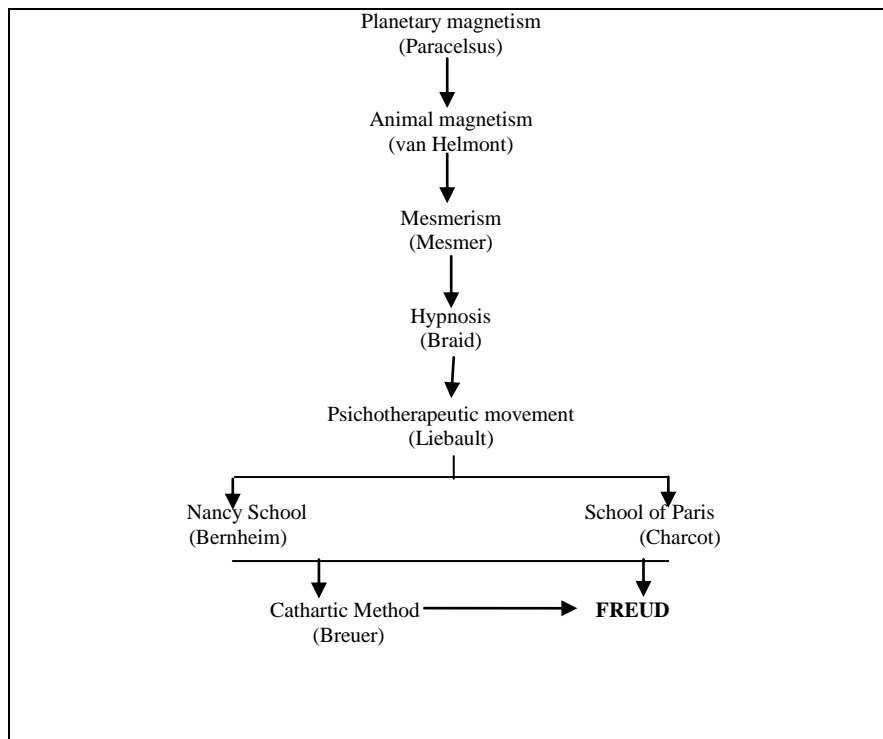 Planetary magnetism
(Paracelsus)
Animal magnetism
(van Helmont)
Mesmerism
(Mesmer)
Hypnosis
(Braid)
Psichotherapeutic movement
(Liebault)
Nancy School
(Bernheim)
School of Paris
(Charcot)
Cathartic Method
(Breuer)
FREUD